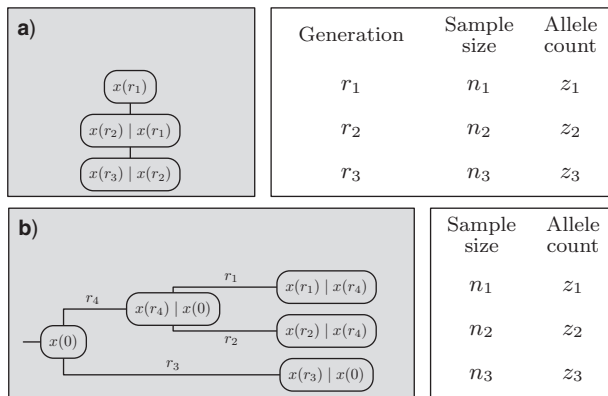 a)
x(r₁)
x(r₂) | x(r₁)
x(r₃) | x(r₂)
Generation Sample size Allele count
r₁ n₁ z₁
r₂ n₂ z₂
r₃ n₃ z₃
b)
r₁
r₄
x(r₁) | x(r₄)
x(r₄) | x(0)
r₂
x(r₂) | x(r₄)
x(0)
r₃
x(r₃) | x(0)
Sample size Allele count
n₁ z₁
n₂ z₂
n₃ z₃